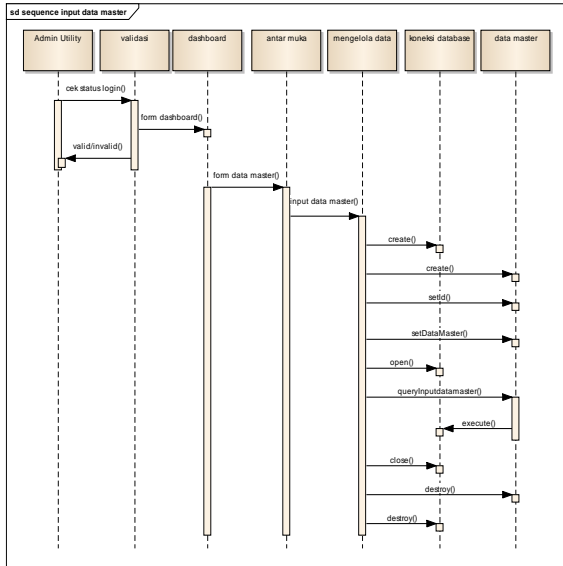 sd sequence input data master
Admin Utility
validasi
dashboard
antar muka
mengelola data
koneksi database
data master
cek status login()
form dashboard()
valid/invalid()
form data master()
input data master()
create()
create()
setId()
setDataMaster()
open()
queryInputdatamaster()
execute()
close()
destroy()
destroy()